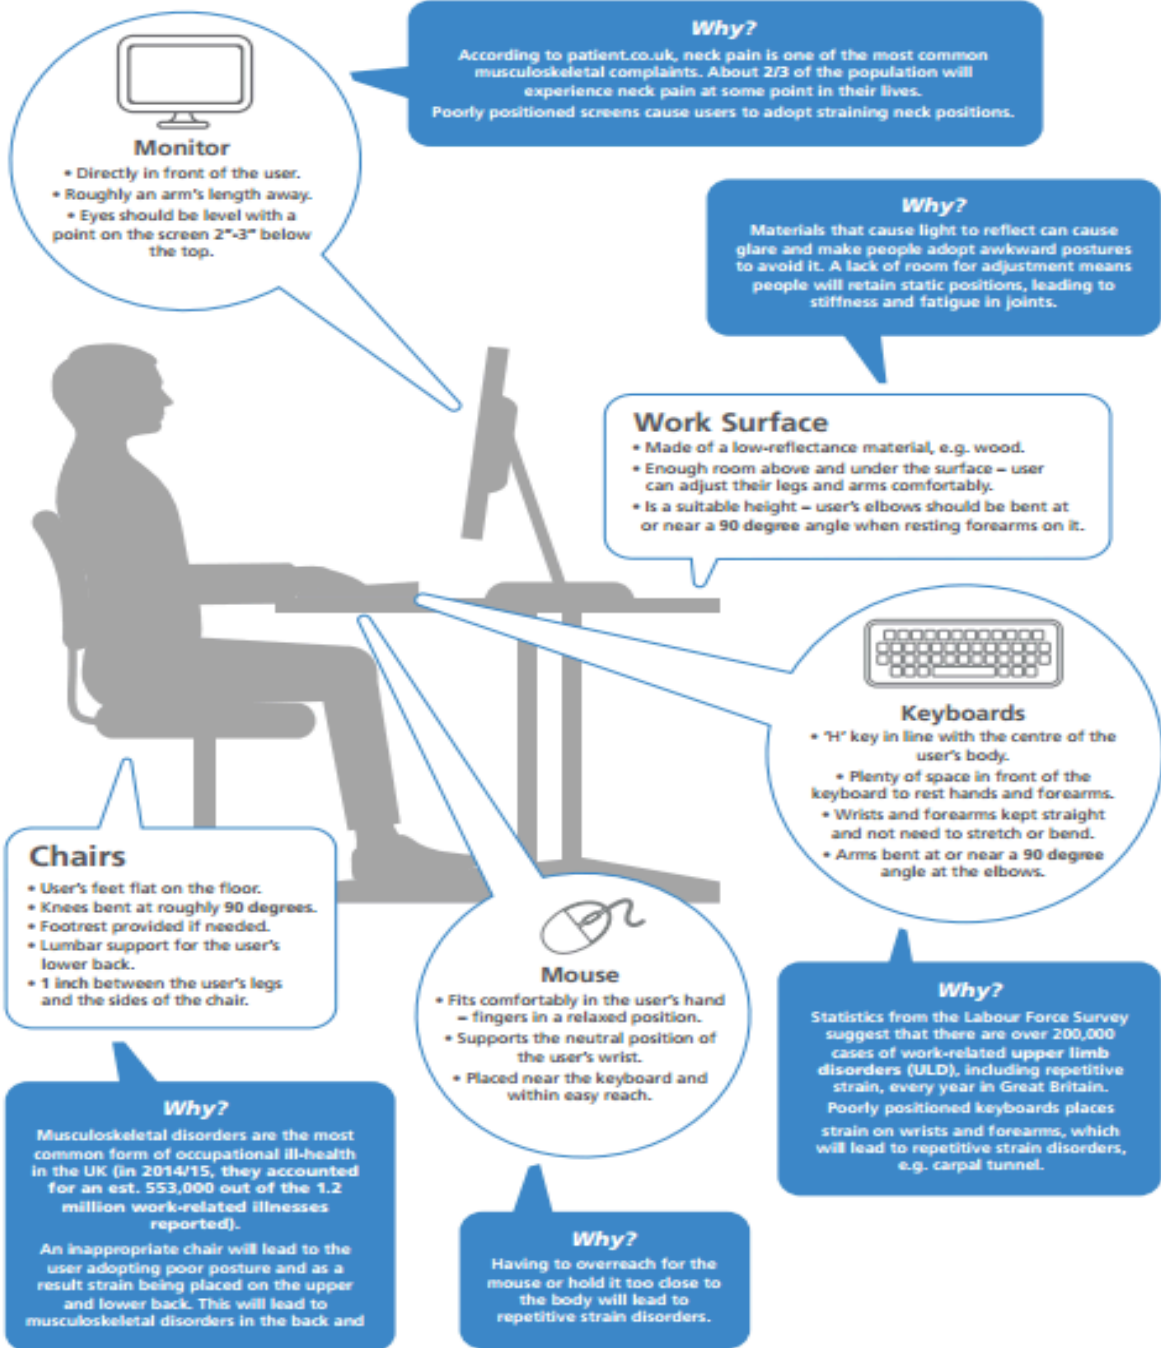 Why?
According to patient.co.uk, neck pain is one of the most common
musculoskeletal complaints. About 2/3 of the population will
experience neck pain at some point in their lives.
Poorly positioned screens cause users to adopt straining neck positions.
Monitor
• Directly in front of the user.
• Roughly an arm's length away.
• Eyes should be level with a
point on the screen 2"-3" below
the top.
Why?
Materials that cause light to reflect can cause
glare and make people adopt awkward postures
to avoid it. A lack of room for adjustment means
people will retain static positions, leading to
stiffness and fatigue in joints.
Work Surface
• Made of a low-reflectance material, e.g. wood.
• Enough room above and under the surface – user
can adjust their legs and arms comfortably.
• Is a suitable height – user's elbows should be bent at
or near a 90 degree angle when resting forearms on it.
Keyboards
• "H" key in line with the centre of the
user's body.
• Plenty of space in front of the
keyboard to rest hands and forearms.
• Wrists and forearms kept straight
and not need to stretch or bend.
• Arms bent at or near a 90 degree
angle at the elbows.
Chairs
• User's feet flat on the floor.
• Knees bent at roughly 90 degrees.
• Footrest provided if needed.
• Lumbar support for the user's
lower back.
• 1 inch between the user's legs
and the sides of the chair.
Mouse
• Fits comfortably in the user's hand
– fingers in a relaxed position.
• Supports the neutral position of
the user's wrist.
• Placed near the keyboard and
within easy reach.
Why?
Statistics from the Labour Force Survey
suggest that there are over 200,000
cases of work-related upper limb
disorders (ULD), including repetitive
strain, every year in Great Britain.
Poorly positioned keyboards places
strain on wrists and forearms, which
will lead to repetitive strain disorders,
e.g. carpal tunnel.
Why?
Musculoskeletal disorders are the most
common form of occupational ill-health
in the UK (in 2014/15, they accounted
for an est. 553,000 out of the 1.2
million work-related illnesses
reported).
An inappropriate chair will lead to the
user adopting poor posture and as a
result strain being placed on the upper
and lower back. This will lead to
musculoskeletal disorders in the back and
Why?
Having to overreach for the
mouse or hold it too close to
the body will lead to
repetitive strain disorders.